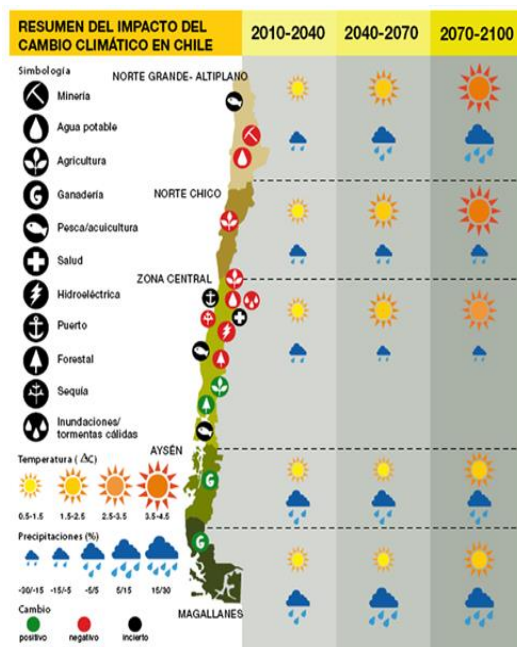 RESUMEN DEL IMPACTO DEL
CAMBIO CLIMÁTICO EN CHILE
2010-2040
2040-2070
2070-2100
Simbología
Minería
Agua potable
Agricultura
Ganadería
Pesca/acuicultura
Salud
Hidroeléctrica
Puerto
Forestal
Sequía
Inundaciones/
tormentas cálidas
NORTE GRANDE- ALTIPLANO
NORTE CHICO
ZONA CENTRAL
AYSÉN
MAGALLANES
Temperatura ( ΔC)
0.5-1.5
1.5-2.5
2.5-3.5
3.5-4.5
Precipitaciones (%)
-30/-15
-15/-5
-5/5
5/15
15/30
Cambio
positivo
negativo
incierto